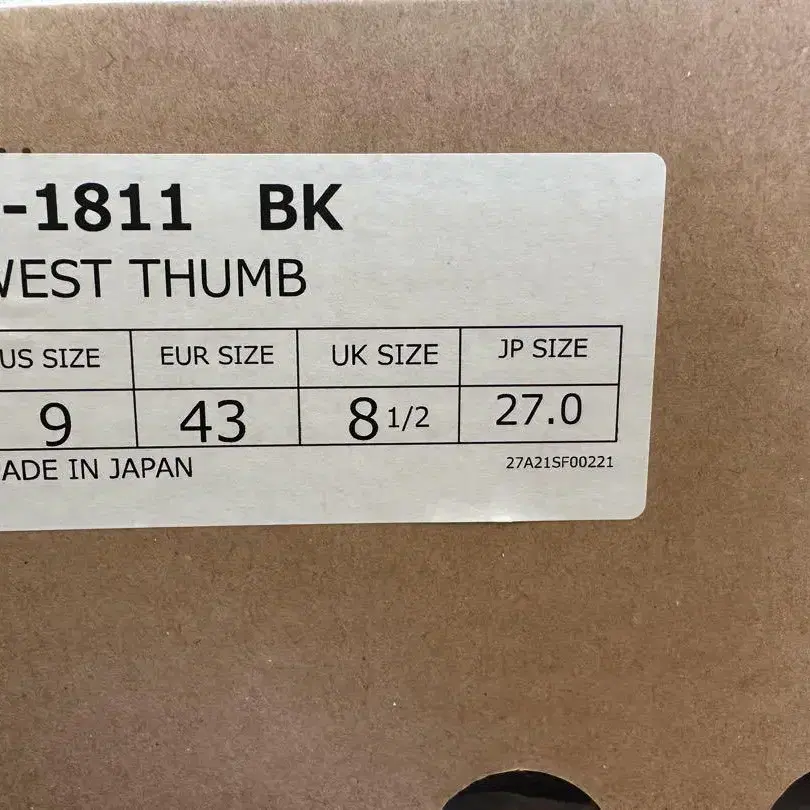 -1811 BK
WEST THUMB
US SIZE EUR SIZE UK SIZE JP SIZE
9 43 8 1/2 27.0
ADE IN JAPAN 27A21SF00221